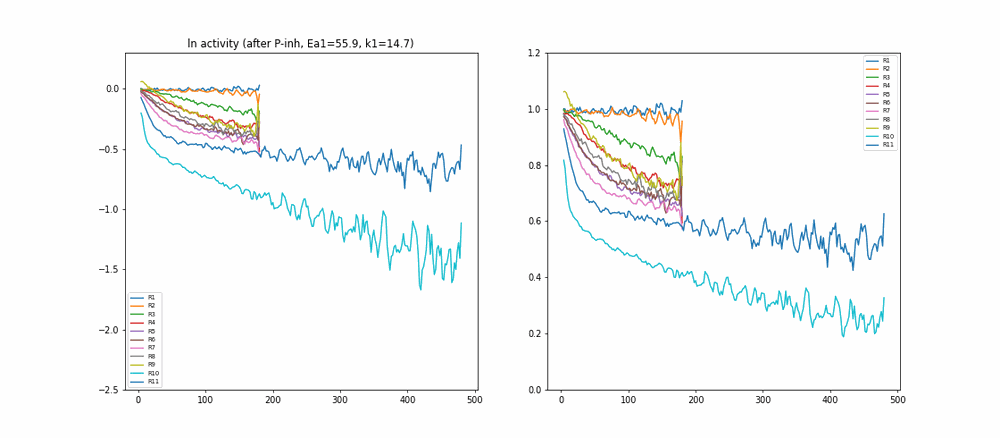 ln activity (after P-inh, Ea1=55.9, k1=14.7)
0.0
−0.5
−1.0
−1.5
−2.0
−2.5
0 100 200 300 400 500
R1
R2
R3
R4
R5
R6
R7
R8
R9
R10
R11
1.2
1.0
0.8
0.6
0.4
0.2
0.0
0 100 200 300 400 500
R1
R2
R3
R4
R5
R6
R7
R8
R9
R10
R11